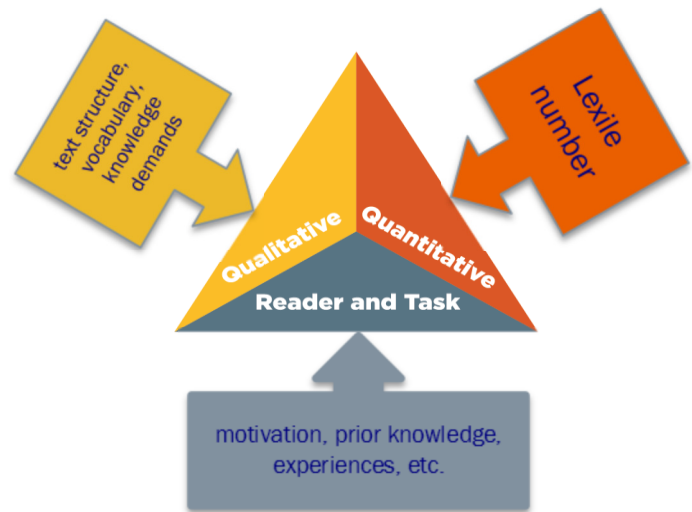 text structure,
vocabulary,
knowledge
demands
Lexile
number
Qualitative
Quantitative
Reader and Task
motivation, prior knowledge,
experiences, etc.